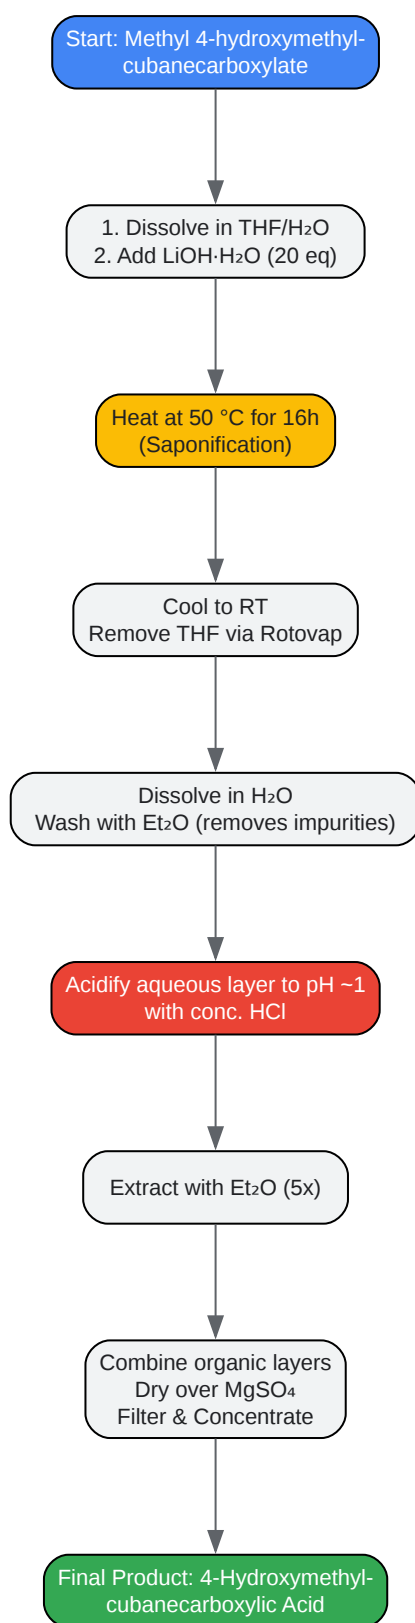 Start: Methyl 4-hydroxymethyl-
cubanecarboxylate
1. Dissolve in THF/H₂O
2. Add LiOH·H₂O (20 eq)
Heat at 50 °C for 16h
(Saponification)
Cool to RT
Remove THF via Rotovap
Dissolve in H₂O
Wash with Et₂O (removes impurities)
Acidify aqueous layer to pH ~1
with conc. HCl
Extract with Et₂O (5x)
Combine organic layers
Dry over MgSO₄
Filter & Concentrate
Final Product: 4-Hydroxymethyl-
cubanecarboxylic Acid